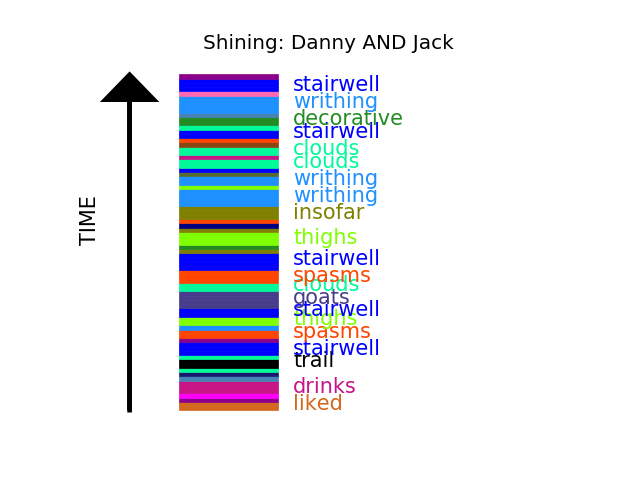 Shining: Danny AND Jack
TIME
stairwell
writhing
decorative
stairwell
clouds
clouds
writhing
writhing
insofar
thighs
stairwell
spasms
clouds
goats
stairwell
thighs
spasms
stairwell
trail
drinks
liked